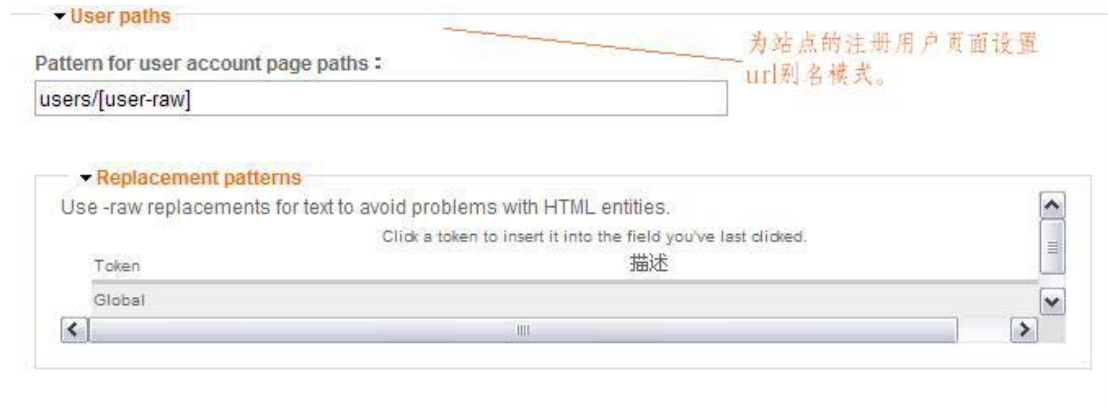 User paths
为站点的注册用户页面设置
url别名模式。
Pattern for user account page paths：
users/[user-raw]
Replacement patterns
Use -raw replacements for text to avoid problems with HTML entities.
Click a token to insert it into the field you've last clicked.
Token 描述
Global